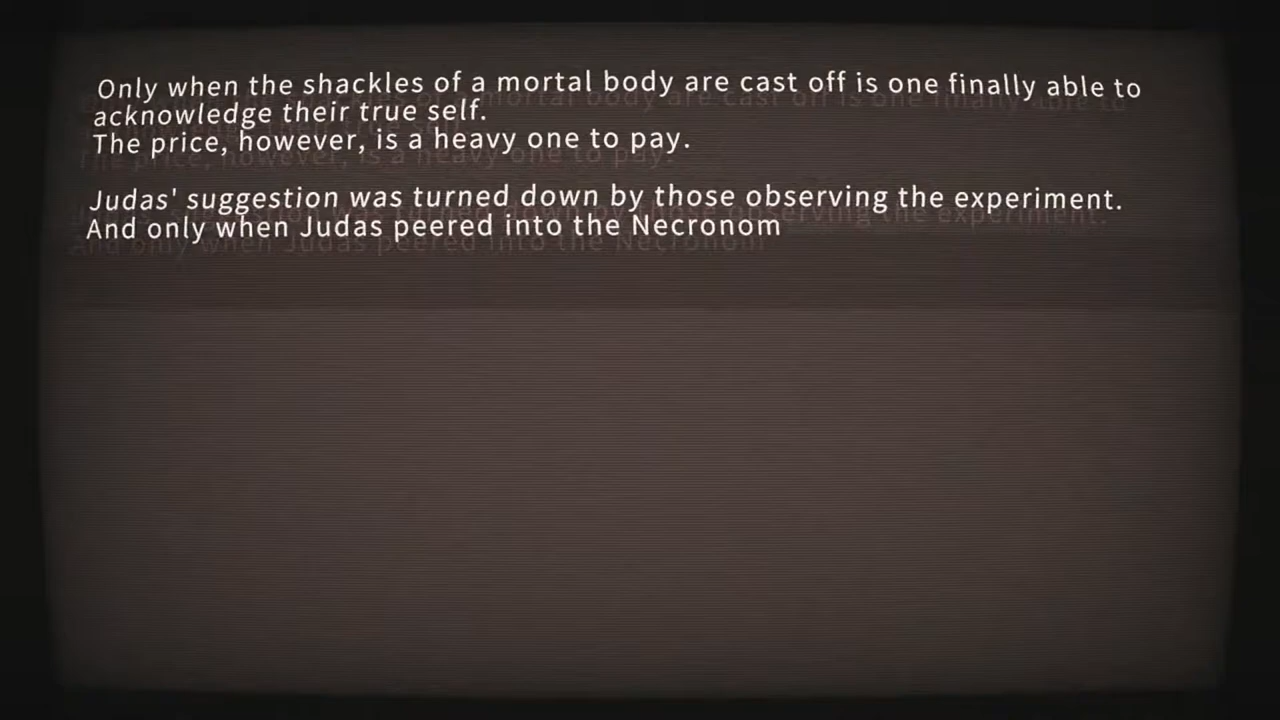 Only when the shackles of a mortal body are cast off is one finally able to
acknowledge their true self.
The price, however, is a heavy one to pay.
Judas' suggestion was turned down by those observing the experiment.
And only when Judas peered into the Necronom